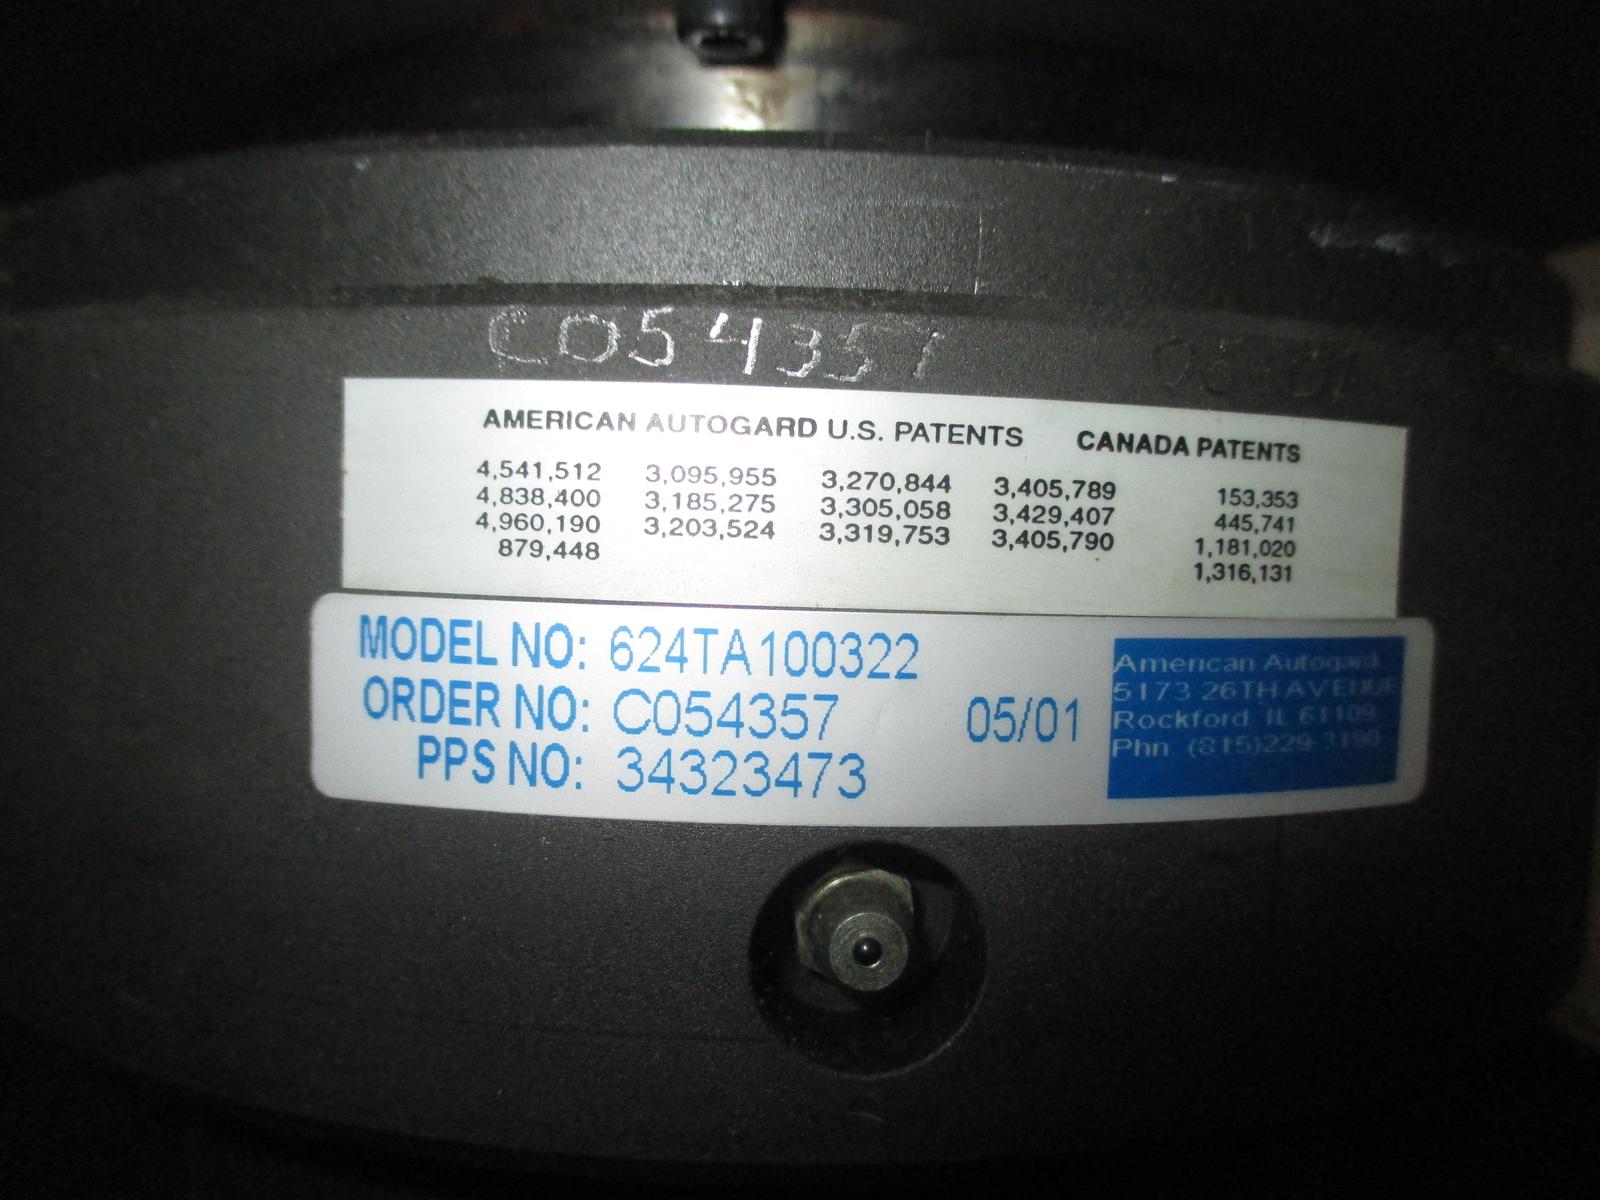 C054357
AMERICAN AUTOGARD U.S. PATENTS CANADA PATENTS
4,541,512 3,095,955 3,270,844 3,405,789 153,353
4,838,400 3,185,275 3,305,058 3,429,407 445,741
4,960,190 3,203,524 3,319,753 3,405,790 1,181,020
879,448 1,316,131
MODEL NO: 624TA100322
ORDER NO: C054357 05/01
PPS NO: 34323473
American Autogard
5173 26TH AVENUE
Rockford IL 61109
Phn (815)229-3190